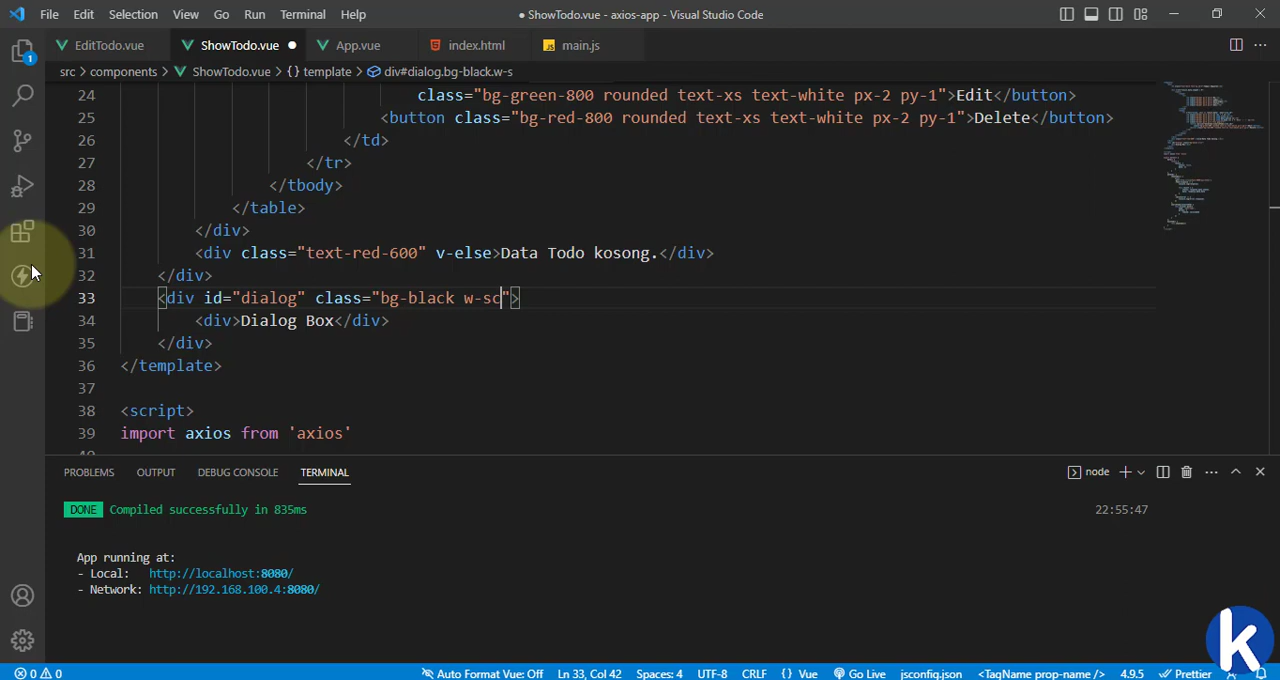 File Edit Selection View Go Run Terminal Help
● ShowTodo.vue - axios-app - Visual Studio Code
EditTodo.vue ShowTodo.vue ● App.vue index.html JS main.js
src > components > ShowTodo.vue > {} template > div#dialog.bg-black.w-s
24 class="bg-green-800 rounded text-xs text-white px-2 py-1">Edit</button>
25 <button class="bg-red-800 rounded text-xs text-white px-2 py-1">Delete</button>
26 </td>
27 </tr>
28 </tbody>
29 </table>
30 </div>
31 <div class="text-red-600" v-else>Data Todo kosong.</div>
32 </div>
33 <div id="dialog" class="bg-black w-sc">
34 <div>Dialog Box</div>
35 </div>
36 </template>
37
38 <script>
39 import axios from 'axios'
1
PROBLEMS OUTPUT DEBUG CONSOLE TERMINAL
node
DONE Compiled successfully in 835ms 22:55:47
App running at:
- Local: http://localhost:8080/
- Network: http://192.168.100.4:8080/
k
0 0 Auto Format Vue: Off Ln 33, Col 42 Spaces: 4 UTF-8 CRLF {} Vue Go Live jsconfig.json <TagName prop-name /> 4.9.5 Prettier